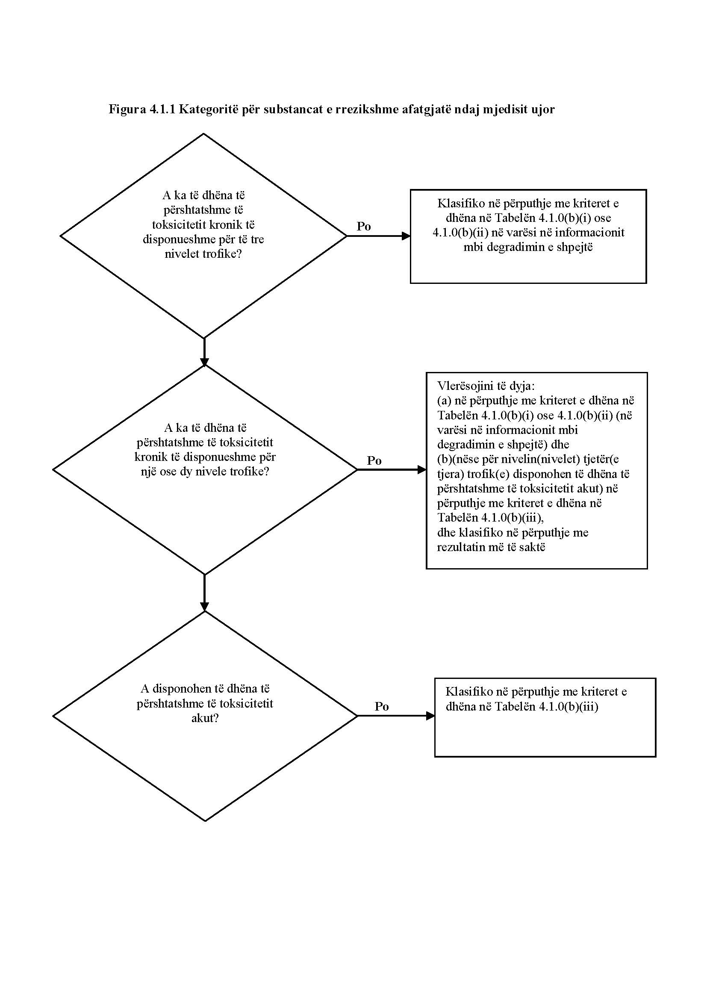 Figura 4.1.1 Kategoritë për substancat e rrezikshme afatgjatë ndaj mjedisit ujor
A ka të dhëna të
përshtatshme të
toksicitetit kronik të
disponueshme për të tre
nivelet trofike?
Po
Klasifiko në përputhje me kriteret e
dhëna në Tabelën 4.1.0(b)(i) ose
4.1.0(b)(ii) në varësi në informacionit
mbi degradimin e shpejtë
A ka të dhëna të
përshtatshme të toksicitetit
kronik të disponueshme për
një ose dy nivele trofike?
Po
Vlerësojini të dyja:
(a) në përputhje me kriteret e dhëna në
Tabelën 4.1.0(b)(i) ose 4.1.0(b)(ii) (në
varësi në informacionit mbi
degradimin e shpejtë) dhe
(b)(nëse për nivelin(nivelet) tjetër(e
tjera) trofik(e) disponohen të dhëna të
përshtatshme të toksicitetit akut) në
përputhje me kriteret e dhëna në
Tabelën 4.1.0(b)(iii),
dhe klasifiko në përputhje me
rezultatin më të saktë
A disponohen të dhëna të
përshtatshme të toksicitetit
akut?
Po
Klasifiko në përputhje me kriteret e
dhëna në Tabelën 4.1.0(b)(iii)